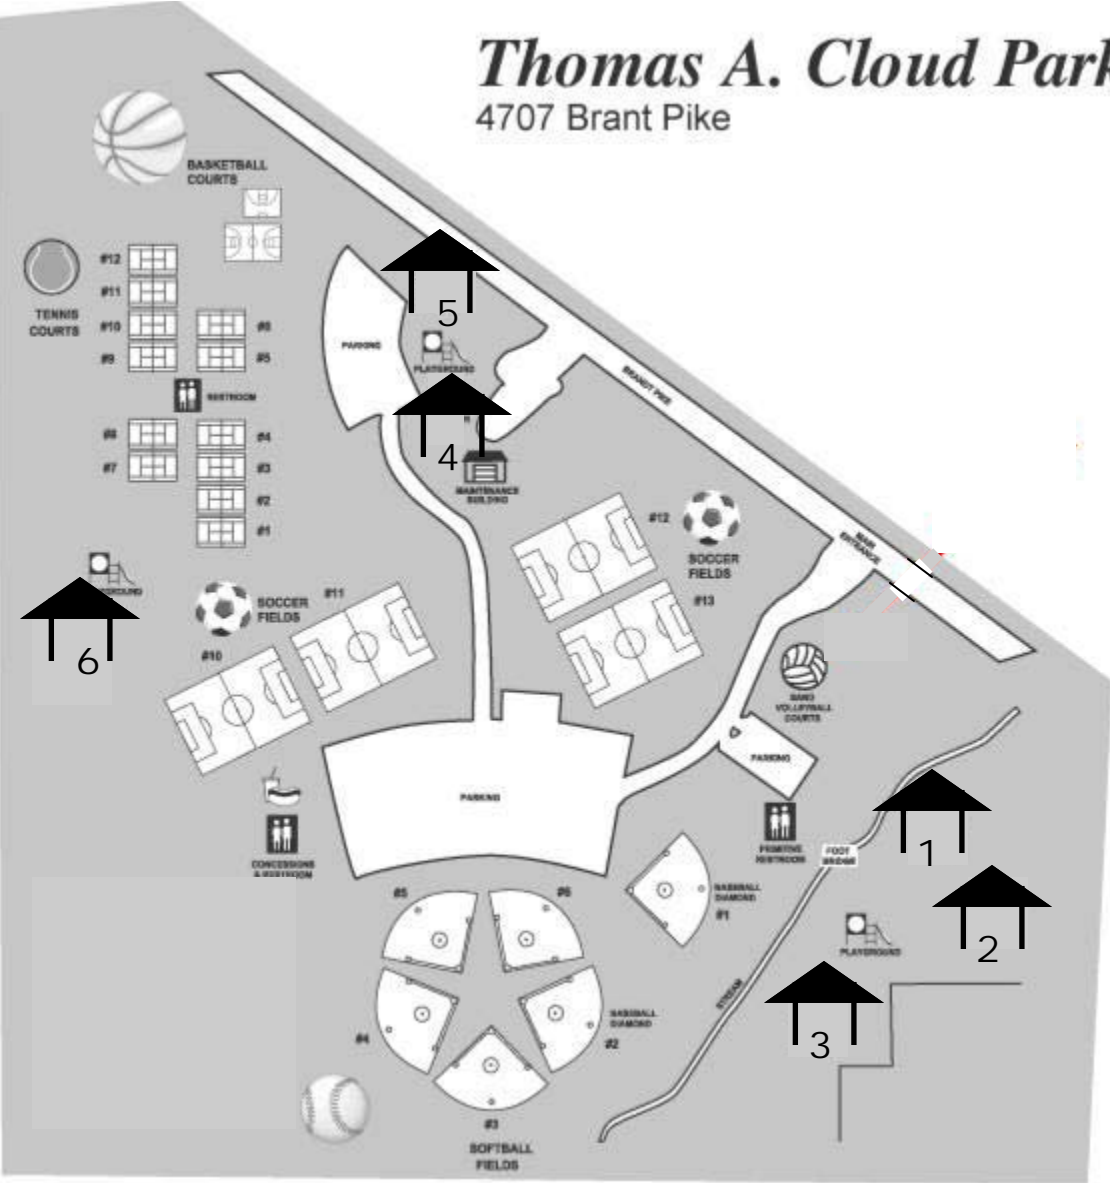 Thomas A. Cloud Park
4707 Brant Pike
BASKETBALL
COURTS
TENNIS
COURTS
#12
#11
#10
#9
#6
#5
RESTROOM
#8
#7
#4
#3
#2
#1
PARKING
5
PLAYGROUND
4
MAINTENANCE
BUILDING
BRANDT PIKE
MAIN
ENTRANCE
#12
SOCCER
FIELDS
#13
6
SOCCER
FIELDS
#11
#10
SAND
VOLLEYBALL
COURTS
PARKING
PARKING
CONCESSIONS
& RESTROOM
PRIMITIVE
RESTROOM
FOOT
BRIDGE
1
2
PLAYGROUND
3
STREAM
BASEBALL
DIAMOND
#1
#5
#6
#4
BASEBALL
DIAMOND
#2
#3
SOFTBALL
FIELDS